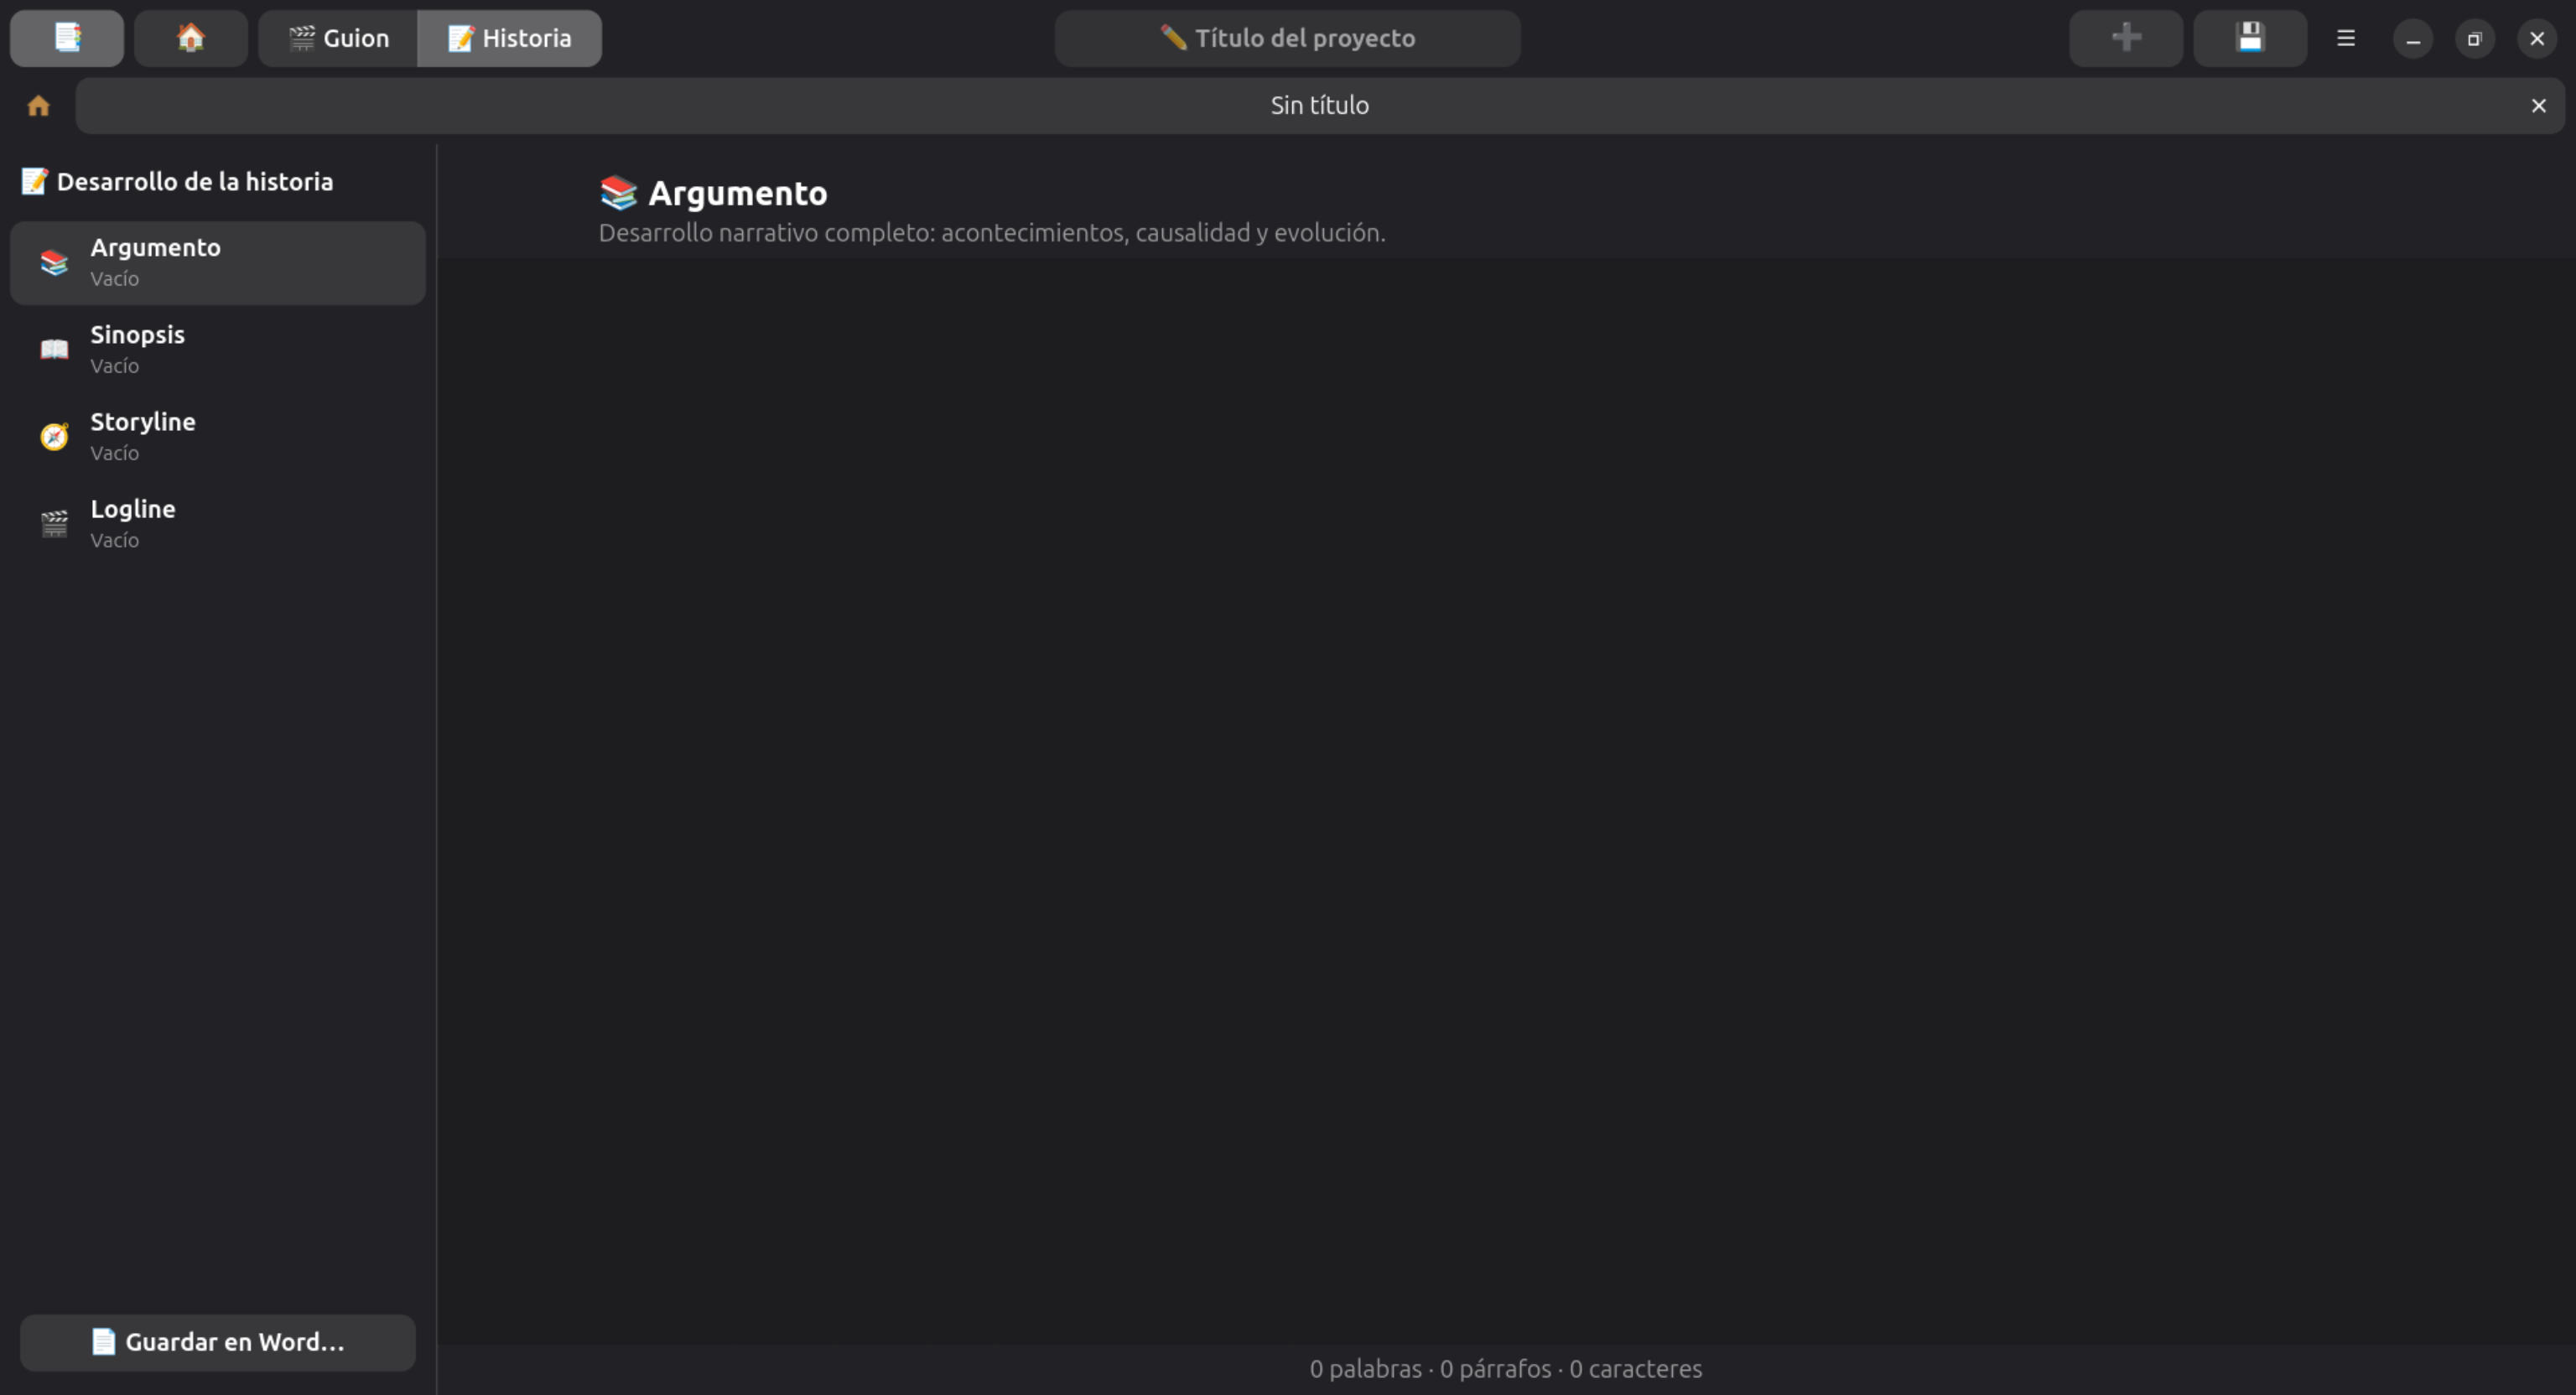 Guion
Historia
Título del proyecto
Sin título
Desarrollo de la historia
Argumento
Vacío
Sinopsis
Vacío
Storyline
Vacío
Logline
Vacío
Guardar en Word...
Argumento
Desarrollo narrativo completo: acontecimientos, causalidad y evolución.
0 palabras · 0 párrafos · 0 caracteres